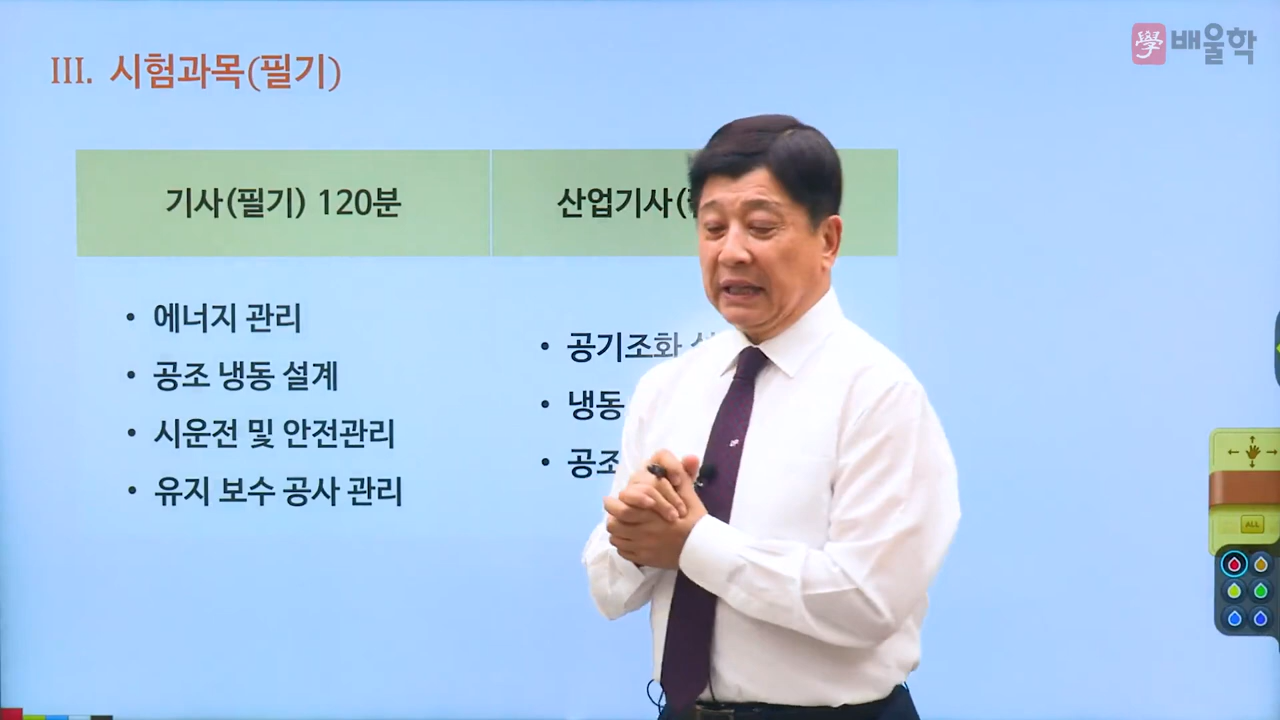 III. 시험과목(필기)
學 배울학
기사(필기) 120분
산업기사(
• 에너지 관리
• 공조 냉동 설계
• 시운전 및 안전관리
• 유지 보수 공사 관리
• 공기조화
• 냉동
• 공조
ALL